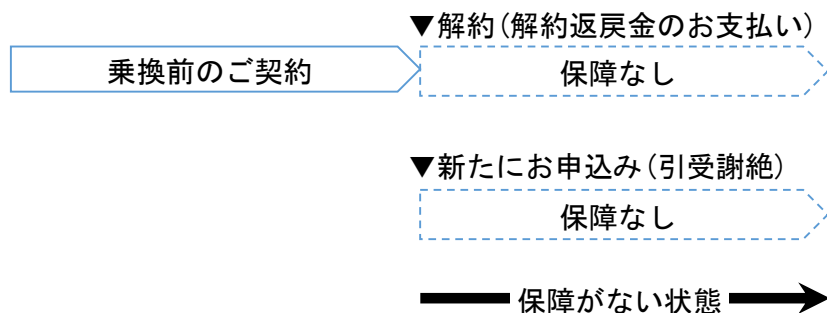 ▼解約(解約返戻金のお支払い)
乗換前のご契約
保障なし
▼新たにお申込み(引受謝絶)
保障なし
保障がない状態